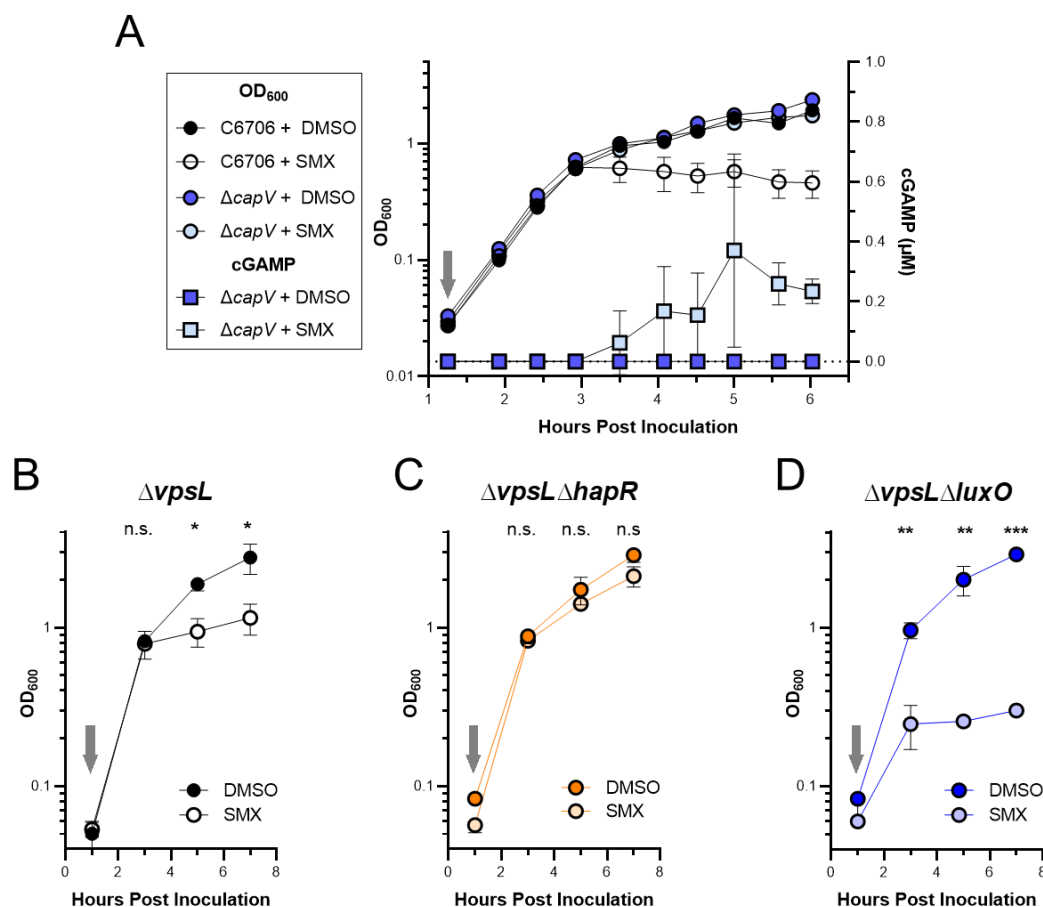 A
OD600
C6706 + DMSO
C6706 + SMX
ΔcapV + DMSO
ΔcapV + SMX
cGAMP
ΔcapV + DMSO
ΔcapV + SMX
OD600
1
0.1
0.01
1.0
0.8
0.6
0.4
0.2
0.0
cGAMP (µM)
1 2 3 4 5 6
Hours Post Inoculation
B
ΔvpsL
n.s. * *
OD600
1
0.1
DMSO
SMX
0 2 4 6 8
Hours Post Inoculation
C
ΔvpsLΔhapR
n.s. n.s. n.s
OD600
1
0.1
DMSO
SMX
0 2 4 6 8
Hours Post Inoculation
D
ΔvpsLΔluxO
** ** ***
OD600
1
0.1
DMSO
SMX
0 2 4 6 8
Hours Post Inoculation